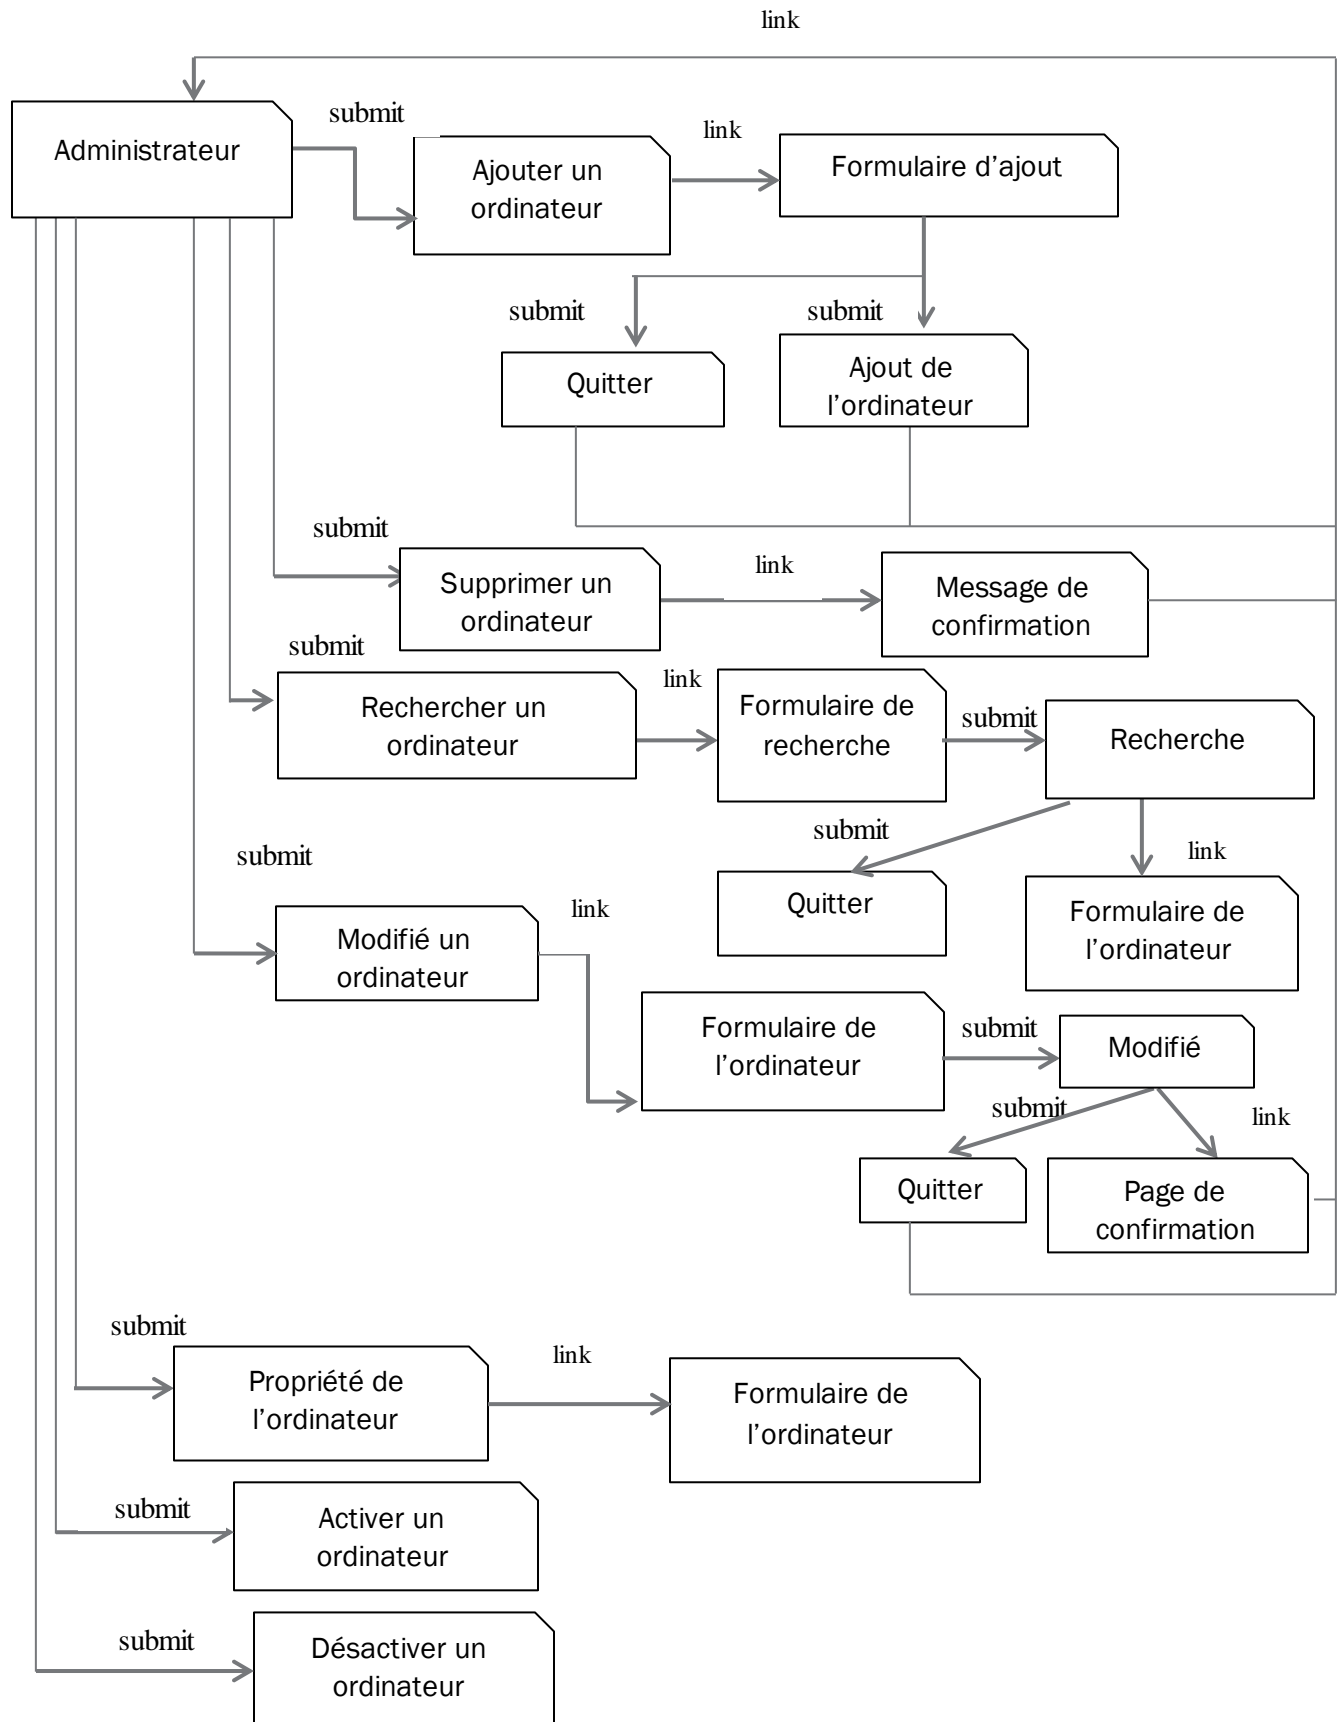 link
submit
Administrateur
link
Ajouter un
ordinateur
Formulaire d'ajout
submit
submit
Quitter
Ajout de
l'ordinateur
submit
Supprimer un
ordinateur
link
Message de
confirmation
submit
Rechercher un
ordinateur
link
Formulaire de
recherche
submit
Recherche
submit
link
Quitter
Formulaire de
l'ordinateur
submit
Modifié un
ordinateur
link
Formulaire de
l'ordinateur
submit
Modifié
submit
link
Quitter
Page de
confirmation
submit
Propriété de
l'ordinateur
link
Formulaire de
l'ordinateur
submit
Activer un
ordinateur
submit
Désactiver un
ordinateur